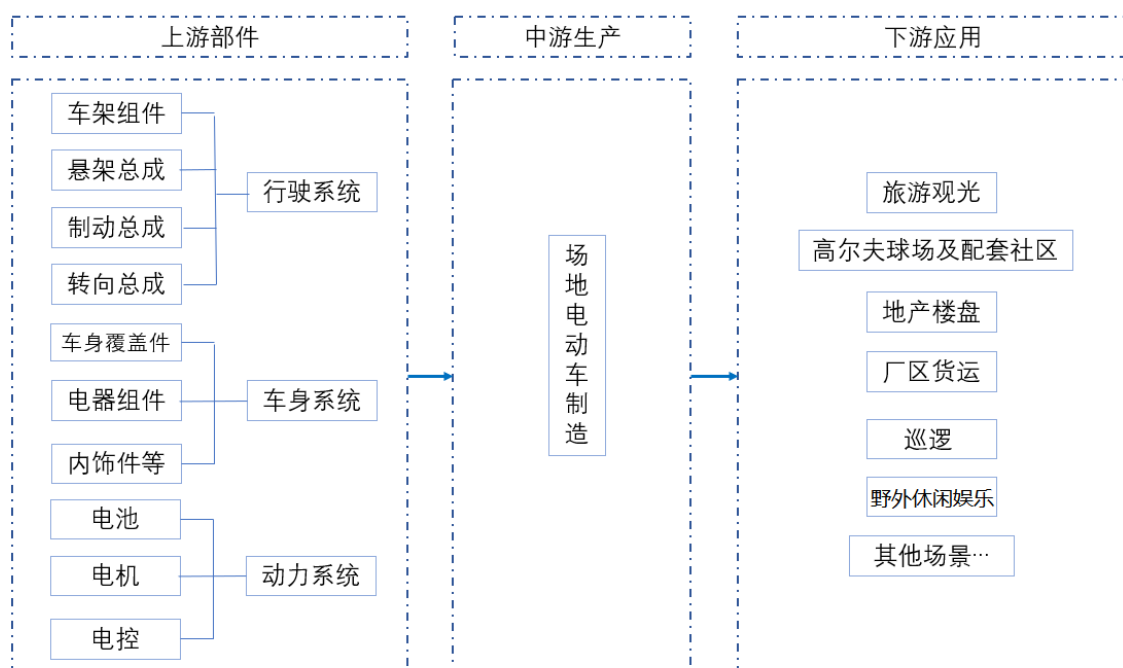 上游部件
中游生产
下游应用
车架组件
悬架总成
制动总成
转向总成
行驶系统
车身覆盖件
电器组件
内饰件等
车身系统
电池
电机
电控
动力系统
场地电动车制造
旅游观光
高尔夫球场及配套社区
地产楼盘
厂区货运
巡逻
野外休闲娱乐
其他场景…